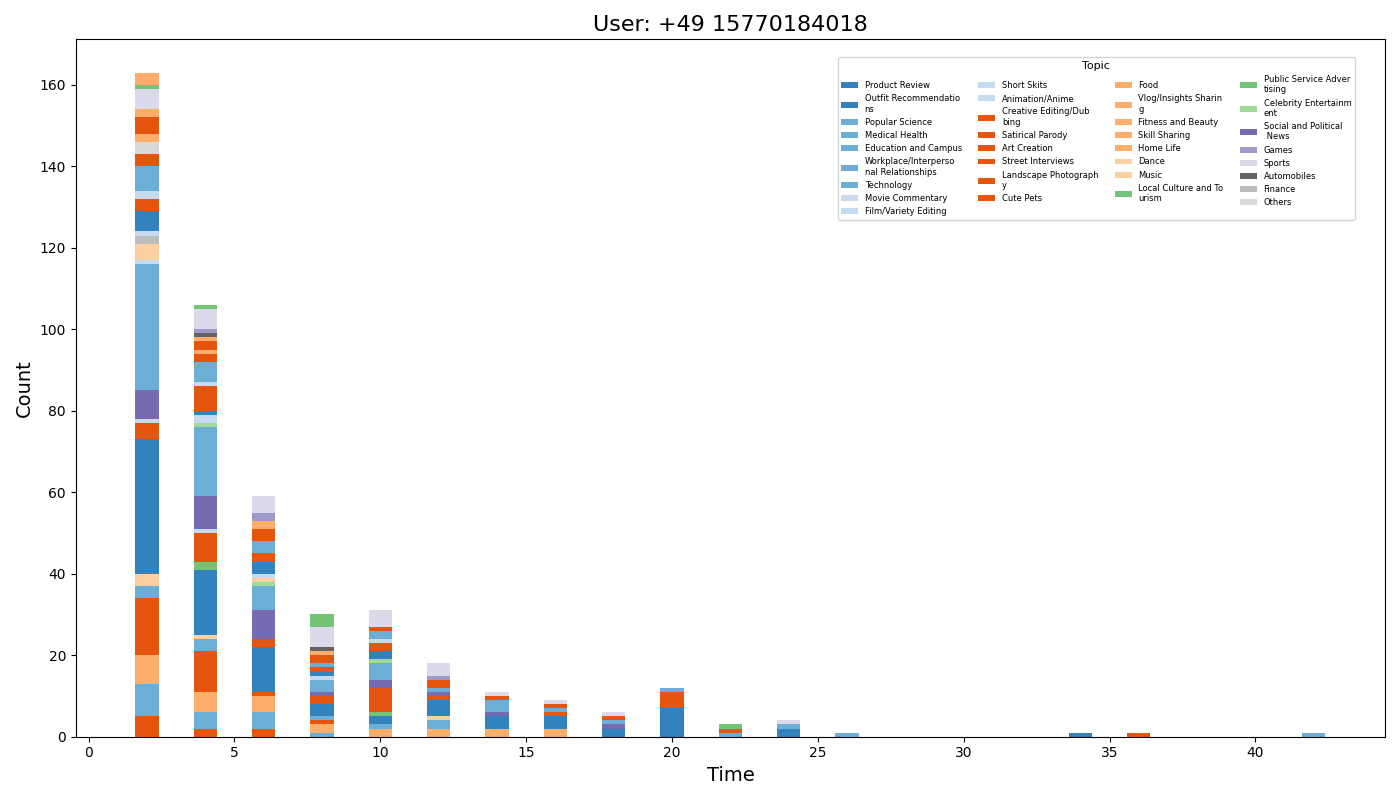 User: +49 15770184018
Topic
Product Review
Outfit Recommendatio
ns
Popular Science
Medical Health
Education and Campus
Workplace/Interperso
nal Relationships
Technology
Movie Commentary
Film/Variety Editing
Short Skits
Animation/Anime
Creative Editing/Dub
bing
Satirical Parody
Art Creation
Street Interviews
Landscape Photograph
y
Cute Pets
Food
Vlog/Insights Sharin
g
Fitness and Beauty
Skill Sharing
Home Life
Dance
Music
Local Culture and To
urism
Public Service Adver
tising
Celebrity Entertainm
ent
Social and Political
News
Games
Sports
Automobiles
Finance
Others
Count
160
140
120
100
80
60
40
20
0
0 5 10 15 20 25 30 35 40
Time